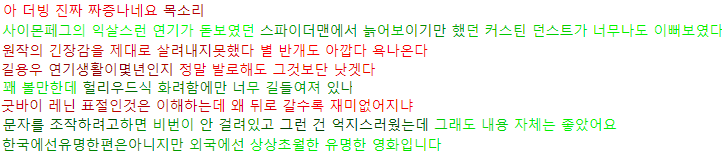 아 더빙 진짜 짜증나네요 목소리
사이몬페그의 익살스런 연기가 돋보였던 스파이더맨에서 늙어보이기만 했던 커스틴 던스트가 너무나도 이뻐보였다
원작의 긴장감을 제대로 살려내지못했다 별 반개도 아깝다 욕나온다
길용우 연기생활이몇년인지 정말 발로해도 그것보단 낫겟다
꽤 볼만한데 헐리우드식 화려함에만 너무 길들여져 있나
굿바이 레닌 표절인것은 이해하는데 왜 뒤로 갈수록 재미없어지냐
문자를 조작하려고하면 비번이 안 걸려있고 그런 건 억지스러웠는데 그래도 내용 자체는 좋았어요
한국에선유명한편은아니지만 외국에선 상상초월한 유명한 영화입니다